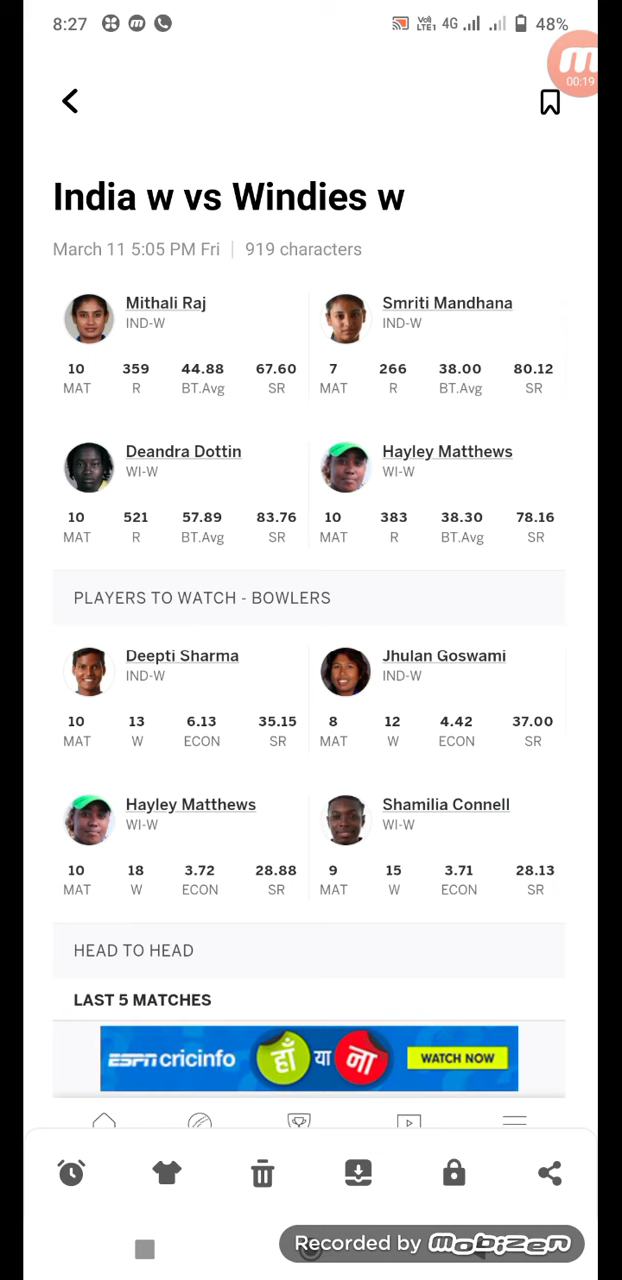 8:27
Vo)) LTE1 4G 48%
00:19
India w vs Windies w
March 11 5:05 PM Fri | 919 characters
Mithali Raj
IND-W
10 359 44.88 67.60
MAT R BT.Avg SR
Smriti Mandhana
IND-W
7 266 38.00 80.12
MAT R BT.Avg SR
Deandra Dottin
WI-W
10 521 57.89 83.76
MAT R BT.Avg SR
Hayley Matthews
WI-W
10 383 38.30 78.16
MAT R BT.Avg SR
PLAYERS TO WATCH - BOWLERS
Deepti Sharma
IND-W
10 13 6.13 35.15
MAT W ECON SR
Jhulan Goswami
IND-W
8 12 4.42 37.00
MAT W ECON SR
Hayley Matthews
WI-W
10 18 3.72 28.88
MAT W ECON SR
Shamilia Connell
WI-W
9 15 3.71 28.13
MAT W ECON SR
HEAD TO HEAD
LAST 5 MATCHES
ESPN cricinfo हाँ या ना WATCH NOW
Recorded by mobizen